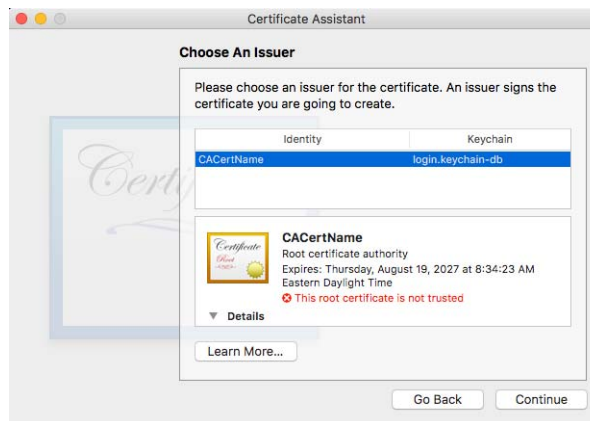 Certificate Assistant
Choose An Issuer
Please choose an issuer for the certificate. An issuer signs the
certificate you are going to create.
Identity Keychain
CACertName login.keychain-db
Certificate
Root
CACertName
Root certificate authority
Expires: Thursday, August 19, 2027 at 8:34:23 AM
Eastern Daylight Time
This root certificate is not trusted
Details
Learn More...
Go Back Continue